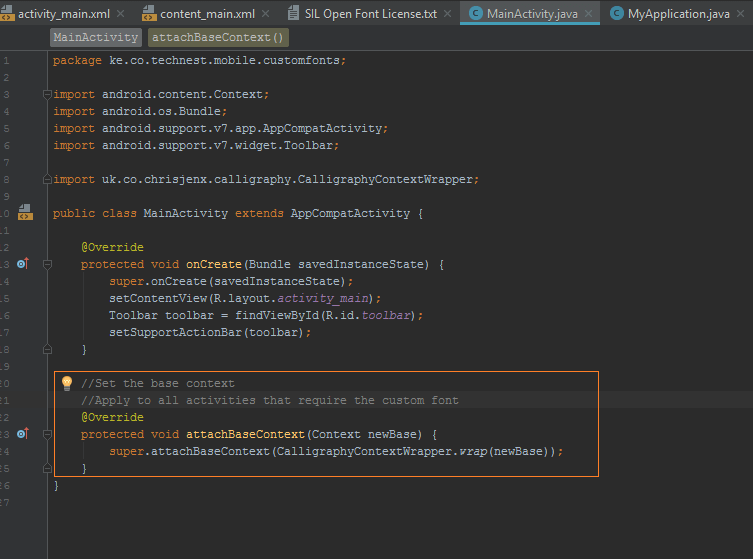 activity_main.xml content_main.xml SIL Open Font License.txt MainActivity.java MyApplication.java
MainActivity attachBaseContext()
1 package ke.co.technest.mobile.customfonts;
2
3 import android.content.Context;
4 import android.os.Bundle;
5 import android.support.v7.app.AppCompatActivity;
6 import android.support.v7.widget.Toolbar;
7
8 import uk.co.chrisjenx.calligraphy.CalligraphyContextWrapper;
9
10 public class MainActivity extends AppCompatActivity {
11
12 @Override
13 protected void onCreate(Bundle savedInstanceState) {
14 super.onCreate(savedInstanceState);
15 setContentView(R.layout.activity_main);
16 Toolbar toolbar = findViewById(R.id.toolbar);
17 setSupportActionBar(toolbar);
18 }
19
20 //Set the base context
21 //Apply to all activities that require the custom font
22 @Override
23 protected void attachBaseContext(Context newBase) {
24 super.attachBaseContext(CalligraphyContextWrapper.wrap(newBase));
25 }
26 }
27